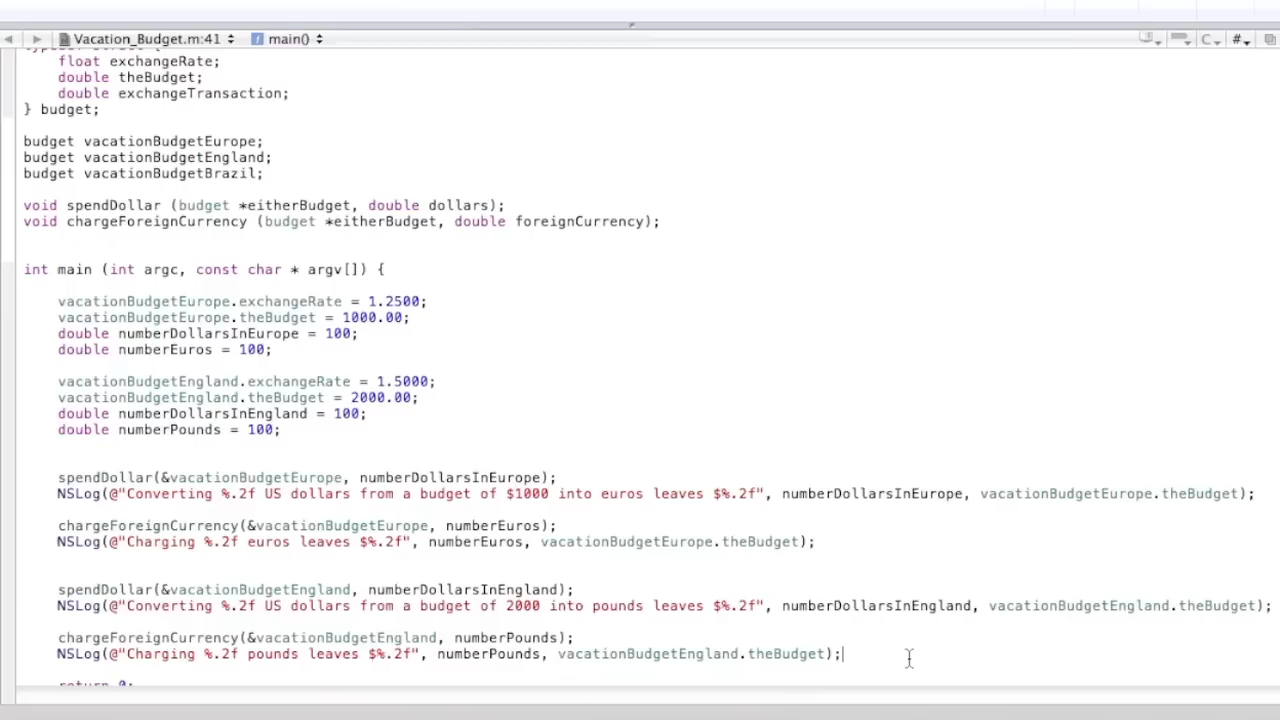 Vacation_Budget.m:41 main()
float exchangeRate;
double theBudget;
double exchangeTransaction;
} budget;
budget vacationBudgetEurope;
budget vacationBudgetEngland;
budget vacationBudgetBrazil;
void spendDollar (budget *eitherBudget, double dollars);
void chargeForeignCurrency (budget *eitherBudget, double foreignCurrency);
int main (int argc, const char * argv[]) {
vacationBudgetEurope.exchangeRate = 1.2500;
vacationBudgetEurope.theBudget = 1000.00;
double numberDollarsInEurope = 100;
double numberEuros = 100;
vacationBudgetEngland.exchangeRate = 1.5000;
vacationBudgetEngland.theBudget = 2000.00;
double numberDollarsInEngland = 100;
double numberPounds = 100;
spendDollar(&vacationBudgetEurope, numberDollarsInEurope);
NSLog(@"Converting %.2f US dollars from a budget of $1000 into euros leaves $%.2f", numberDollarsInEurope, vacationBudgetEurope.theBudget);
chargeForeignCurrency(&vacationBudgetEurope, numberEuros);
NSLog(@"Charging %.2f euros leaves $%.2f", numberEuros, vacationBudgetEurope.theBudget);
spendDollar(&vacationBudgetEngland, numberDollarsInEngland);
NSLog(@"Converting %.2f US dollars from a budget of 2000 into pounds leaves $%.2f", numberDollarsInEngland, vacationBudgetEngland.theBudget);
chargeForeignCurrency(&vacationBudgetEngland, numberPounds);
NSLog(@"Charging %.2f pounds leaves $%.2f", numberPounds, vacationBudgetEngland.theBudget);
return 0;